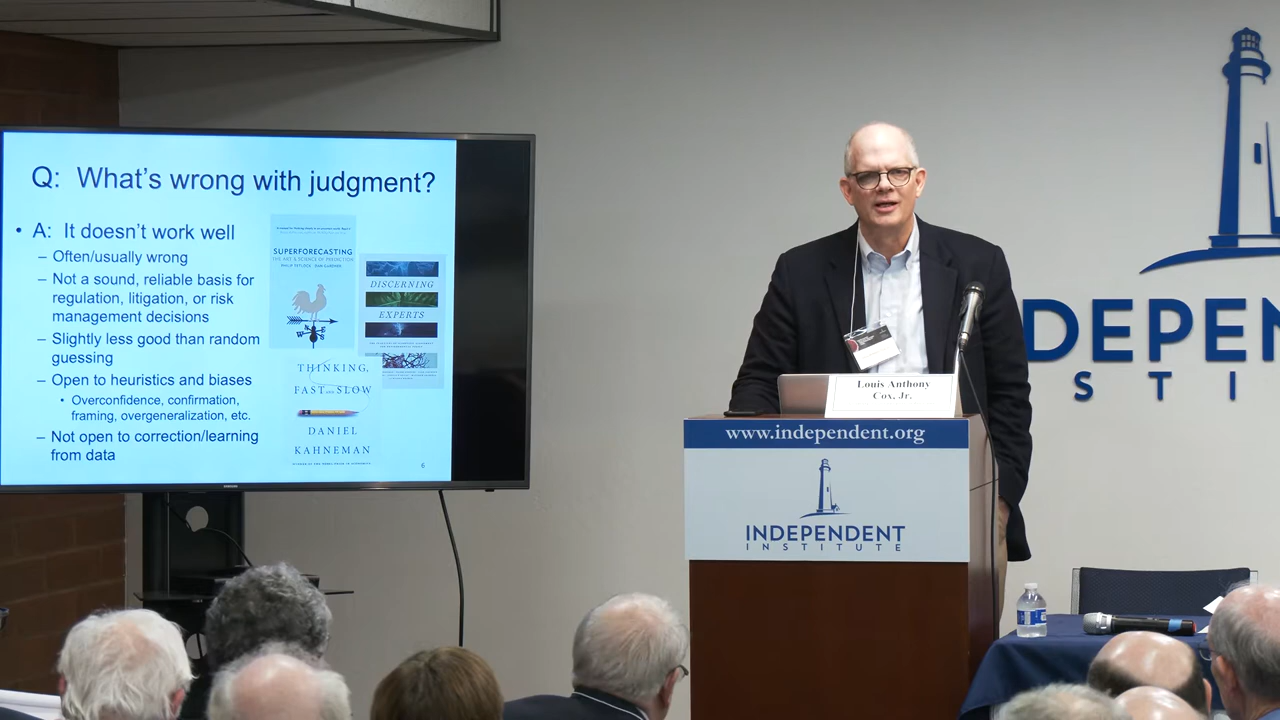 Q: What's wrong with judgment?
• A: It doesn't work well
– Often/usually wrong
– Not a sound, reliable basis for
regulation, litigation, or risk
management decisions
– Slightly less good than random
guessing
– Open to heuristics and biases
• Overconfidence, confirmation,
framing, overgeneralization, etc.
– Not open to correction/learning
from data
SUPERFORECASTING
THE ART & SCIENCE OF PREDICTION
PHILIP TETLOCK DAN GARDNER
W S E
DISCERNING
EXPERTS
THINKING,
FAST AND SLOW
DANIEL
KAHNEMAN
6
SAMSUNG
Louis Anthony
Cox, Jr.
www.independent.org
INDEPENDENT
INSTITUTE
NDEPEN
STI